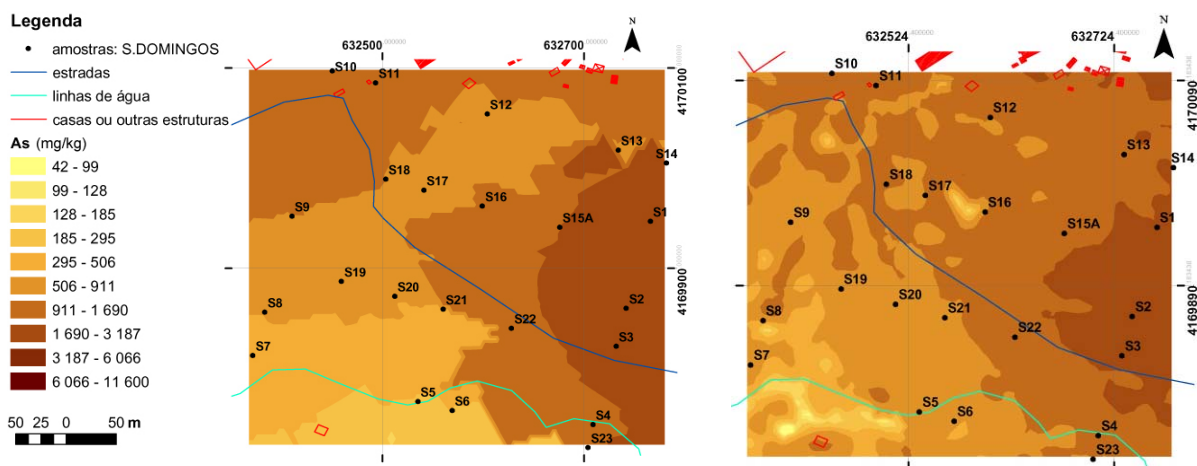 Legenda
amostras: S.DOMINGOS
estradas
linhas de água
casas ou outras estruturas
As (mg/kg)
42 - 99
99 - 128
128 - 185
185 - 295
295 - 506
506 - 911
911 - 1 690
1 690 - 3 187
3 187 - 6 066
6 066 - 11 600
50 25 0 50 m
632500
632700
N
4170100
4169900
S10
S11
S12
S13
S14
S18
S17
S16
S9
S15A
S1
S19
S20
S21
S8
S2
S22
S3
S7
S5
S6
S4
S23
632524
632724
N
4170090
4169890
S10
S11
S12
S13
S14
S18
S17
S16
S9
S15A
S1
S19
S20
S21
S8
S2
S22
S3
S7
S5
S6
S4
S23